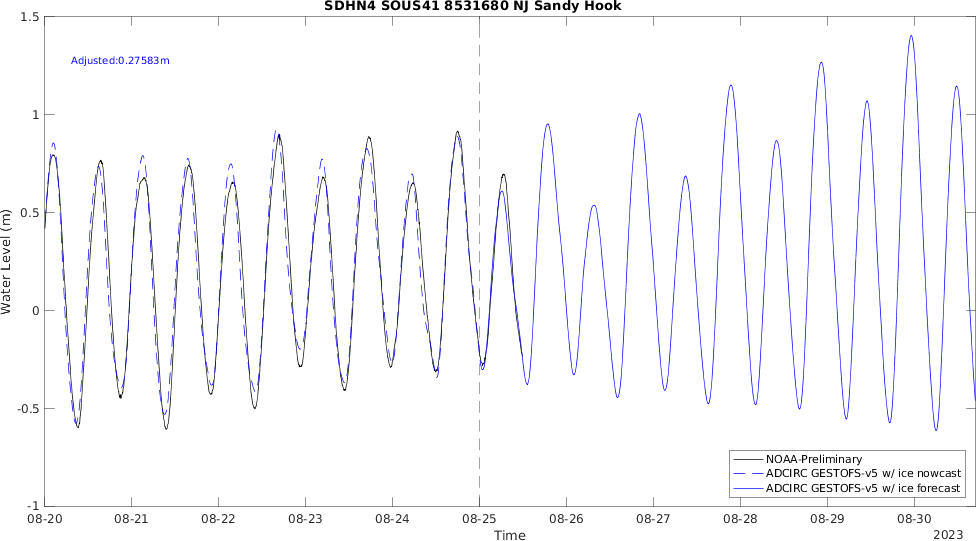 SDHN4 SOUS41 8531680 NJ Sandy Hook
Adjusted:0.27583m
1.5
1
0.5
0
-0.5
-1
Water Level (m)
NOAA-Preliminary
ADCIRC GESTOFS-v5 w/ ice nowcast
ADCIRC GESTOFS-v5 w/ ice forecast
08-20 08-21 08-22 08-23 08-24 08-25 08-26 08-27 08-28 08-29 08-30
Time
2023